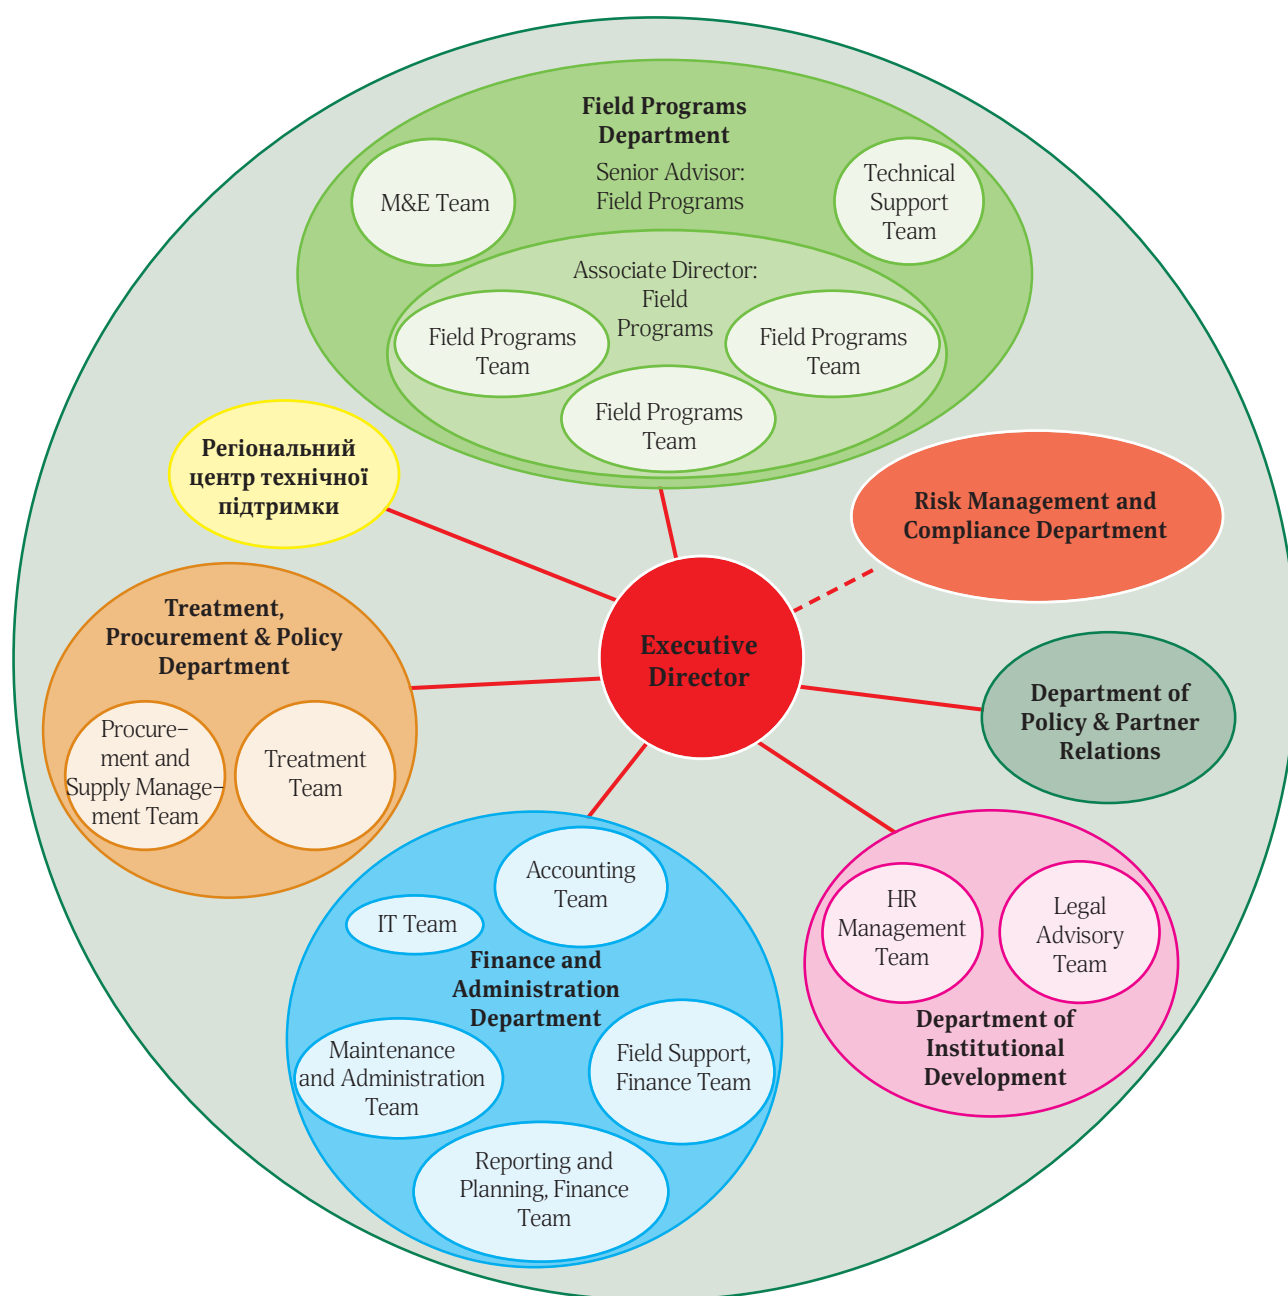 Field Programs
Department
Senior Advisor:
Field Programs
M&E Team
Technical
Support
Team
Associate Director:
Field
Programs
Field Programs
Team
Field Programs
Team
Field Programs
Team
Регіональний
центр технічної
підтримки
Risk Management and
Compliance Department
Executive
Director
Treatment,
Procurement & Policy
Department
Procure–
ment and
Supply Manage–
ment Team
Treatment
Team
Department of
Policy & Partner
Relations
Accounting
Team
IT Team
Finance and
Administration
Department
Maintenance
and Administration
Team
Field Support,
Finance Team
Reporting and
Planning, Finance
Team
HR
Management
Team
Legal
Advisory
Team
Department of
Institutional
Development